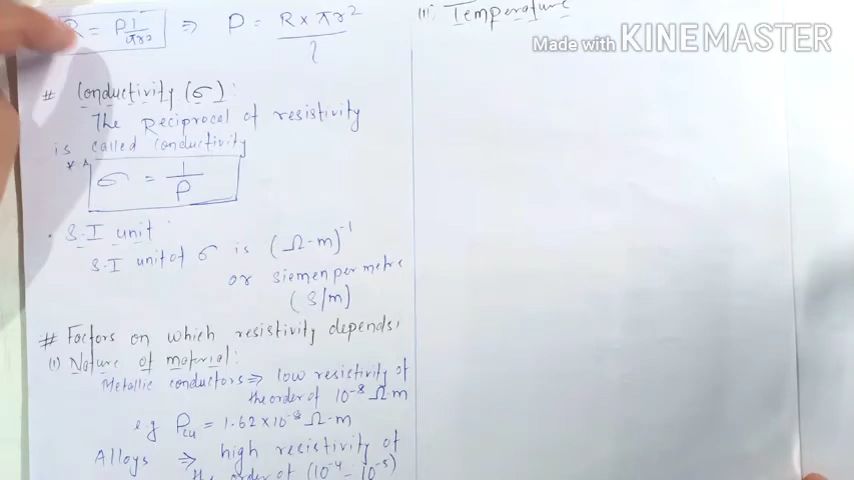 R = ρ l/πr² ⇒ ρ = R × πr²/l
# Conductivity (σ) :
The Reciprocal of resistivity
is called conductivity
σ = 1/ρ
S.I unit
S.I unit of σ is (Ω-m)⁻¹
or siemen per metre
(S/m)
# Factors on which resistivity depends,
(i) Nature of material:
Metallic conductors ⇒ low resistivity of
the order of 10⁻⁸ Ω.m
e.g ρcu = 1.62×10⁻⁸ Ω-m
Alloys ⇒ high resistivity of
the order of (10⁻⁴ - 10⁻⁵)
(ii) Temperature
Made with KINEMASTER